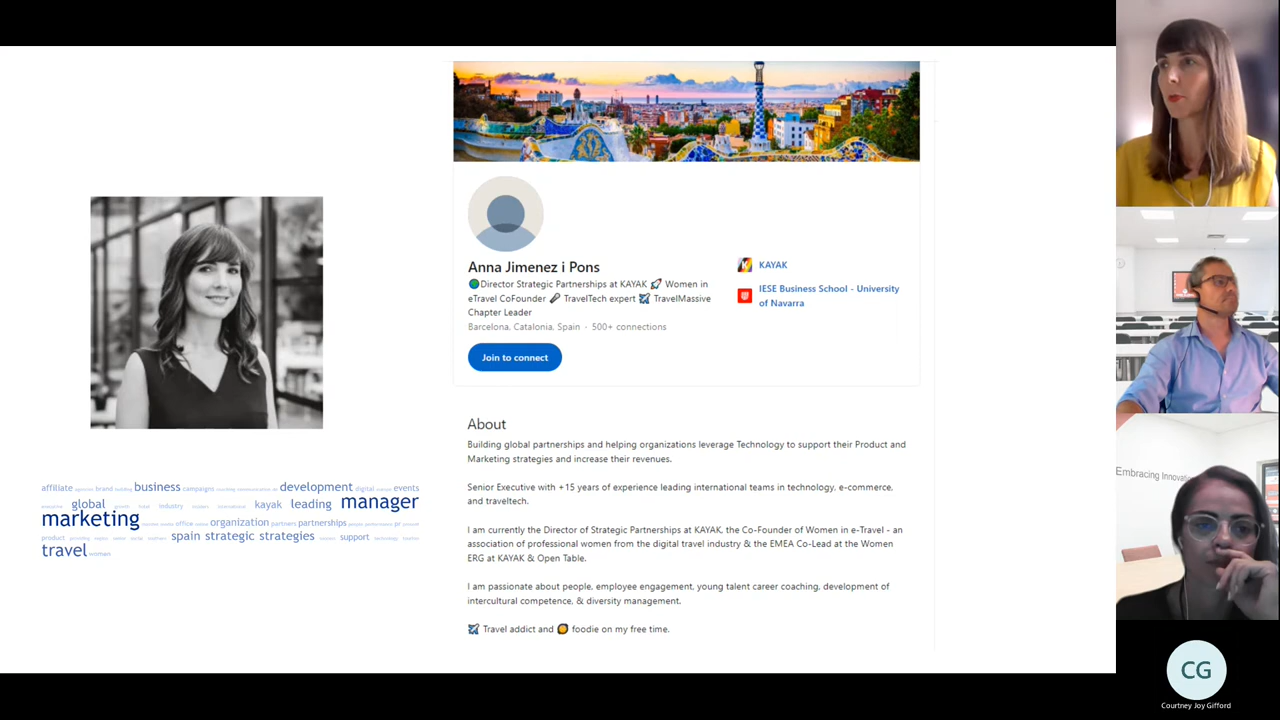 Anna Jimenez i Pons
Director Strategic Partnerships at KAYAK Women in
eTravel CoFounder TravelTech expert TravelMassive
Chapter Leader
Barcelona, Catalonia, Spain · 500+ connections
Join to connect
KAYAK
IESE Business School - University
of Navarra
About
Building global partnerships and helping organizations leverage Technology to support their Product and
Marketing strategies and increase their revenues.
Senior Executive with +15 years of experience leading international teams in technology, e-commerce,
and traveltech.
I am currently the Director of Strategic Partnerships at KAYAK, the Co-Founder of Women in e-Travel - an
association of professional women from the digital travel industry & the EMEA Co-Lead at the Women
ERG at KAYAK & Open Table.
I am passionate about people, employee engagement, young talent career coaching, development of
intercultural competence, & diversity management.
Travel addict and foodie on my free time.
affiliate brand business campaigns development digital events
global industry kayak leading manager
marketing office organization partners partnerships pr
product spain strategic strategies support
travel women
Embracing Innovatio
CG
Courtney Joy Gifford